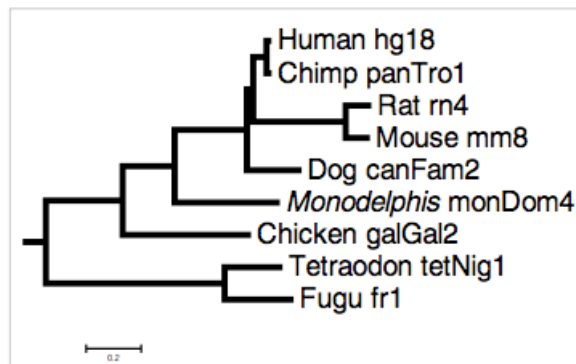 Human hg18
Chimp panTro1
Rat rn4
Mouse mm8
Dog canFam2
Monodelphis monDom4
Chicken galGal2
Tetraodon tetNig1
Fugu fr1
0.2